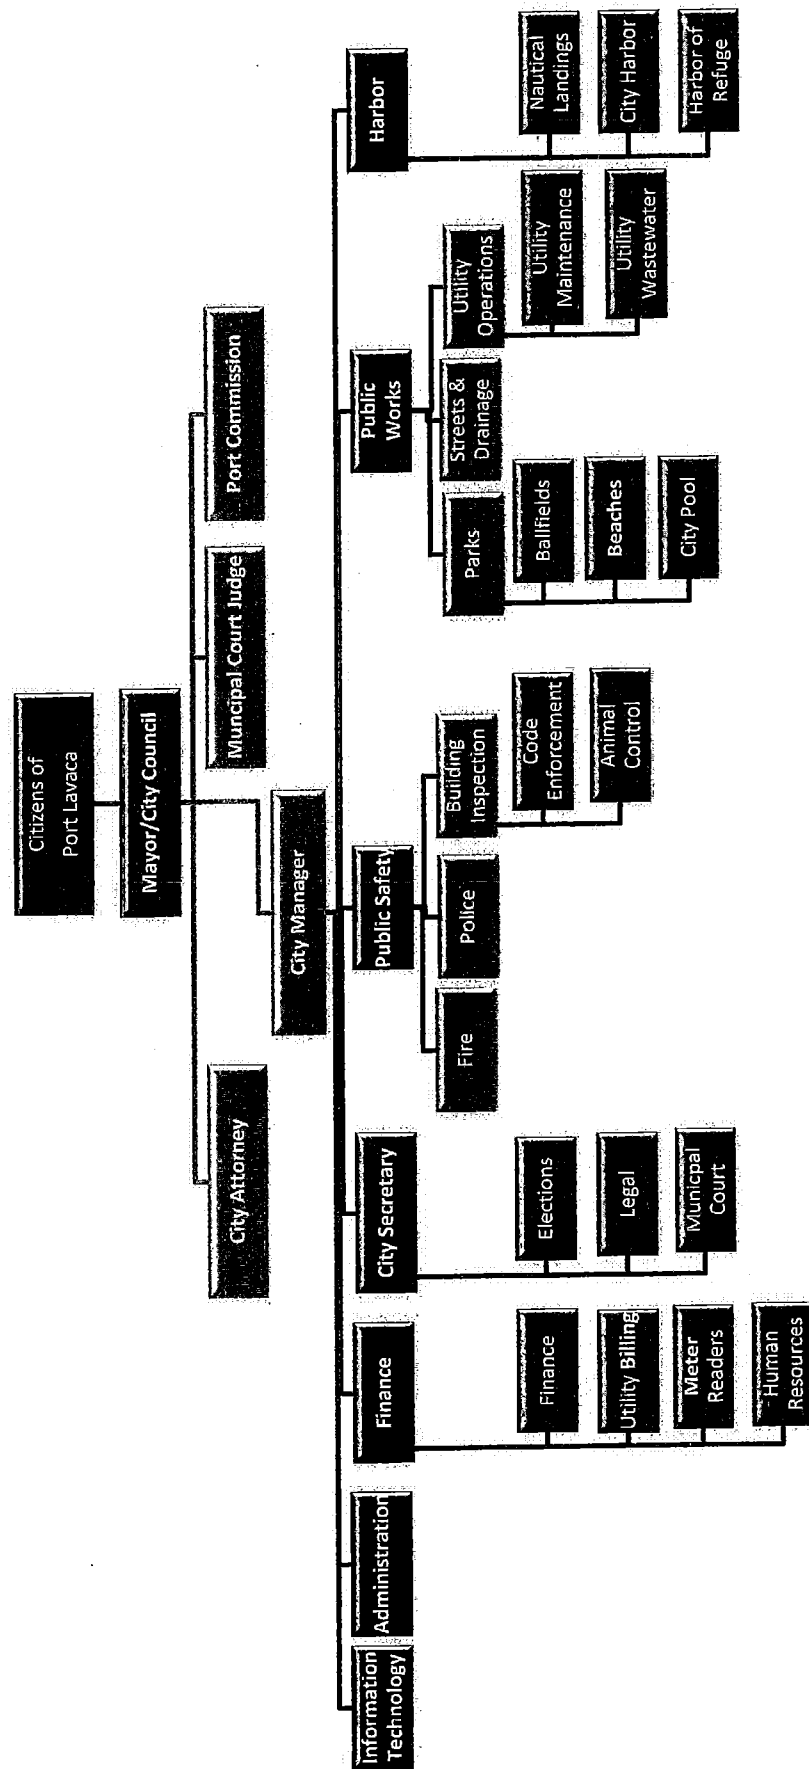 Citizens of
Port Lavaca
Mayor/City Council
City Attorney
Muncipal Court Judge
Port Commission
City Manager
Information
Technology
Administration
Finance
City Secretary
Public Safety
Public
Works
Harbor
Finance
Utility Billing
Meter
Readers
Human
Resources
Elections
Legal
Municpal
Court
Fire
Police
Building
Inspection
Code
Enforcement
Animal
Control
Parks
Streets &
Drainage
Utility
Operations
Ballfields
Beaches
City Pool
Utility
Maintenance
Utility
Wastewater
Nautical
Landings
City Harbor
Harbor of
Refuge